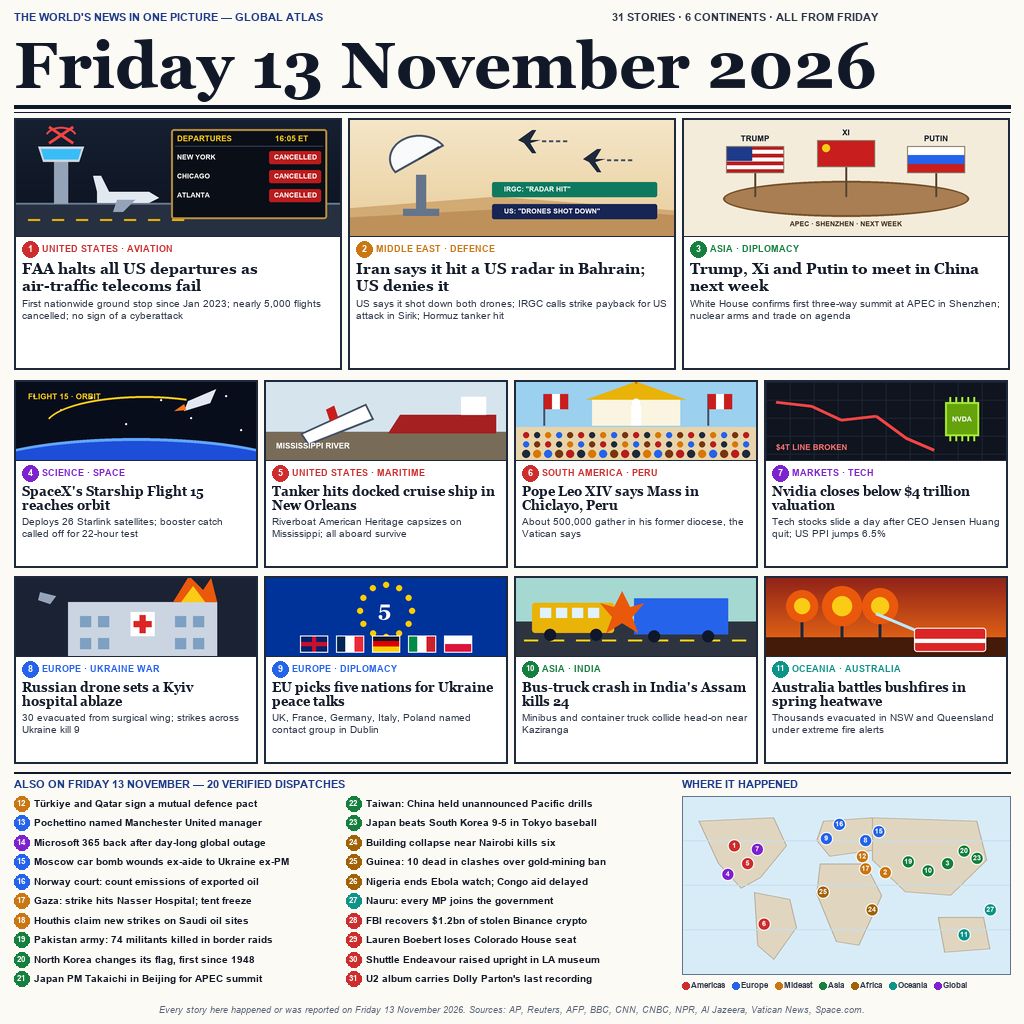 THE WORLD'S NEWS IN ONE PICTURE — GLOBAL ATLAS
31 STORIES · 6 CONTINENTS · ALL FROM FRIDAY
Friday 13 November 2026
DEPARTURES 16:05 ET
NEW YORK CANCELLED
CHICAGO CANCELLED
ATLANTA CANCELLED
1 UNITED STATES · AVIATION
FAA halts all US departures as
air-traffic telecoms fail
First nationwide ground stop since Jan 2023; nearly 5,000 flights
cancelled; no sign of a cyberattack
IRGC: "RADAR HIT"
US: "DRONES SHOT DOWN"
2 MIDDLE EAST · DEFENCE
Iran says it hit a US radar in Bahrain;
US denies it
US says it shot down both drones; IRGC calls strike payback for US
attack in Sirik; Hormuz tanker hit
TRUMP XI PUTIN
APEC · SHENZHEN · NEXT WEEK
3 ASIA · DIPLOMACY
Trump, Xi and Putin to meet in China
next week
White House confirms first three-way summit at APEC in Shenzhen;
nuclear arms and trade on agenda
FLIGHT 15 · ORBIT
4 SCIENCE · SPACE
SpaceX's Starship Flight 15
reaches orbit
Deploys 26 Starlink satellites; booster catch
called off for 22-hour test
MISSISSIPPI RIVER
5 UNITED STATES · MARITIME
Tanker hits docked cruise ship in
New Orleans
Riverboat American Heritage capsizes on
Mississippi; all aboard survive
6 SOUTH AMERICA · PERU
Pope Leo XIV says Mass in
Chiclayo, Peru
About 500,000 gather in his former diocese, the
Vatican says
NVDA
$4T LINE BROKEN
7 MARKETS · TECH
Nvidia closes below $4 trillion
valuation
Tech stocks slide a day after CEO Jensen Huang
quit; US PPI jumps 6.5%
8 EUROPE · UKRAINE WAR
Russian drone sets a Kyiv
hospital ablaze
30 evacuated from surgical wing; strikes across
Ukraine kill 9
5
9 EUROPE · DIPLOMACY
EU picks five nations for Ukraine
peace talks
UK, France, Germany, Italy, Poland named
contact group in Dublin
10 ASIA · INDIA
Bus-truck crash in India's Assam
kills 24
Minibus and container truck collide head-on near
Kaziranga
11 OCEANIA · AUSTRALIA
Australia battles bushfires in
spring heatwave
Thousands evacuated in NSW and Queensland
under extreme fire alerts
ALSO ON FRIDAY 13 NOVEMBER — 20 VERIFIED DISPATCHES
12 Türkiye and Qatar sign a mutual defence pact
13 Pochettino named Manchester United manager
14 Microsoft 365 back after day-long global outage
15 Moscow car bomb wounds ex-aide to Ukraine ex-PM
16 Norway court: count emissions of exported oil
17 Gaza: strike hits Nasser Hospital; tent freeze
18 Houthis claim new strikes on Saudi oil sites
19 Pakistan army: 74 militants killed in border raids
20 North Korea changes its flag, first since 1948
21 Japan PM Takaichi in Beijing for APEC summit
22 Taiwan: China held unannounced Pacific drills
23 Japan beats South Korea 9-5 in Tokyo baseball
24 Building collapse near Nairobi kills six
25 Guinea: 10 dead in clashes over gold-mining ban
26 Nigeria ends Ebola watch; Congo aid delayed
27 Nauru: every MP joins the government
28 FBI recovers $1.2bn of stolen Binance crypto
29 Lauren Boebert loses Colorado House seat
30 Shuttle Endeavour raised upright in LA museum
31 U2 album carries Dolly Parton's last recording
WHERE IT HAPPENED
16
9 8 15
1 7
5
4
12
17 2
19 10 3 20 23
25
24
6
27
11
Americas Europe Mideast Asia Africa Oceania Global
Every story here happened or was reported on Friday 13 November 2026. Sources: AP, Reuters, AFP, BBC, CNN, CNBC, NPR, Al Jazeera, Vatican News, Space.com.